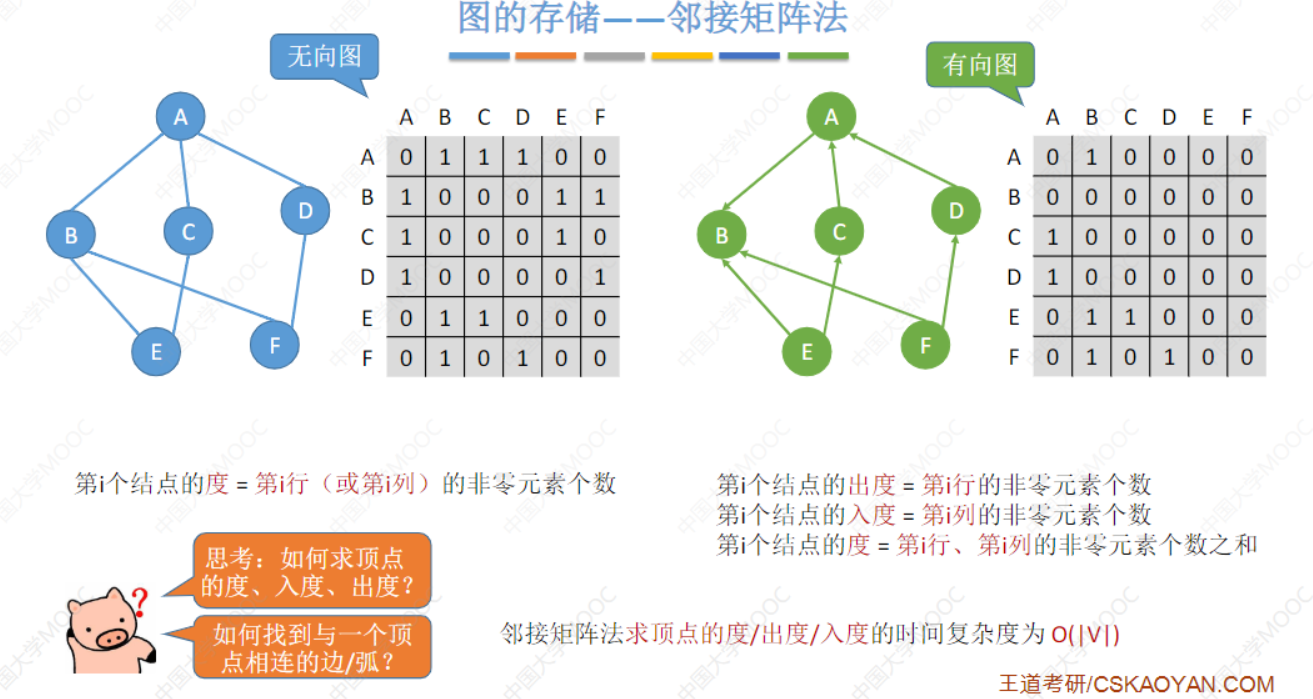 图的存储——邻接矩阵法
无向图
A
B
C
D
E
F
A B C D E F
A 0 1 1 1 0 0
B 1 0 0 0 1 1
C 1 0 0 0 1 0
D 1 0 0 0 0 1
E 0 1 1 0 0 0
F 0 1 0 1 0 0
有向图
A
B
C
D
E
F
A B C D E F
A 0 1 0 0 0 0
B 0 0 0 0 0 0
C 1 0 0 0 0 0
D 1 0 0 0 0 0
E 0 1 1 0 0 0
F 0 1 0 1 0 0
第i个结点的度 = 第i行（或第i列）的非零元素个数
第i个结点的出度 = 第i行的非零元素个数
第i个结点的入度 = 第i列的非零元素个数
第i个结点的度 = 第i行、第i列的非零元素个数之和
思考：如何求顶点
的度、入度、出度？
?
如何找到与一个顶
点相连的边/弧？
邻接矩阵法求顶点的度/出度/入度的时间复杂度为 O(|V|)
王道考研/CSKAOYAN.COM
中国大学MOOC